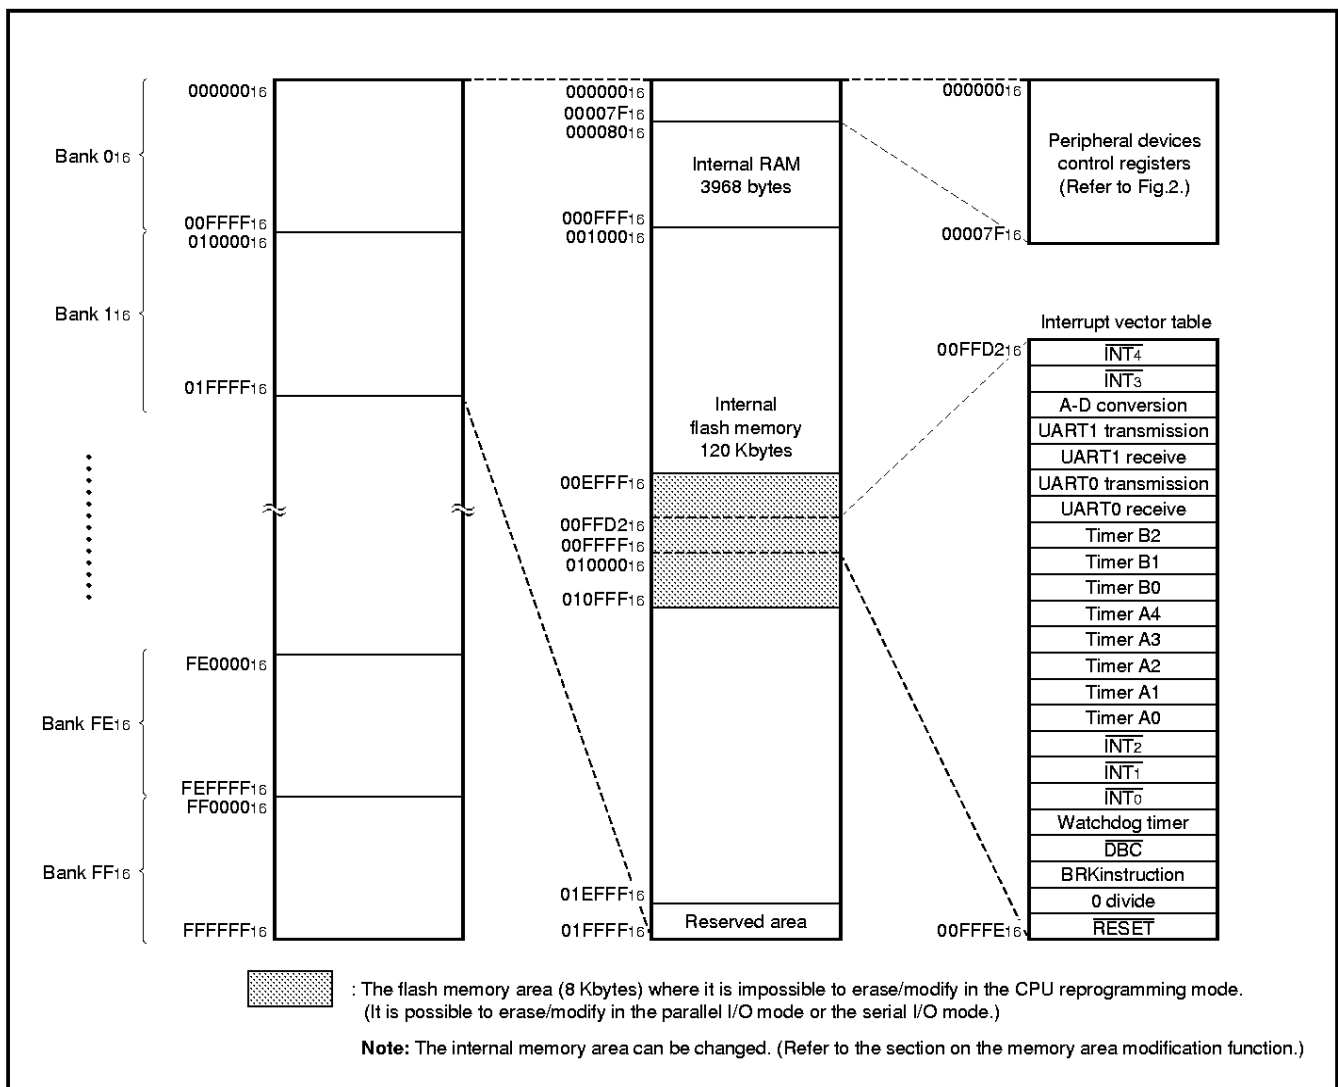 Bank 0₁₆
Bank 1₁₆
Bank FE₁₆
Bank FF₁₆
000000₁₆
00FFFF₁₆
010000₁₆
01FFFF₁₆
FE0000₁₆
FEFFFF₁₆
FF0000₁₆
FFFFFF₁₆
000000₁₆
00007F₁₆
000080₁₆
Internal RAM
3968 bytes
000FFF₁₆
001000₁₆
Internal
flash memory
120 Kbytes
00EFFF₁₆
00FFD2₁₆
00FFFF₁₆
010000₁₆
010FFF₁₆
01EFFF₁₆
01FFFF₁₆
Reserved area
000000₁₆
Peripheral devices
control registers
(Refer to Fig.2.)
00007F₁₆
Interrupt vector table
00FFD2₁₆
INT₄
INT₃
A-D conversion
UART1 transmission
UART1 receive
UART0 transmission
UART0 receive
Timer B2
Timer B1
Timer B0
Timer A4
Timer A3
Timer A2
Timer A1
Timer A0
INT₂
INT₁
INT₀
Watchdog timer
DBC
BRKinstruction
0 divide
00FFFE₁₆
RESET
: The flash memory area (8 Kbytes) where it is impossible to erase/modify in the CPU reprogramming mode.
(It is possible to erase/modify in the parallel I/O mode or the serial I/O mode.)
Note: The internal memory area can be changed. (Refer to the section on the memory area modification function.)